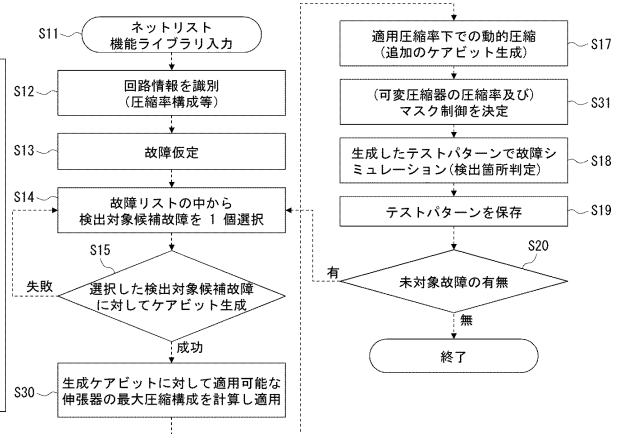 S11
ネットリスト
機能ライブラリ入力
S12
回路情報を識別
(圧縮率構成等)
S13
故障仮定
S14
故障リストの中から
検出対象候補故障を 1 個選択
S15
失敗
選択した検出対象候補故障
に対してケアビット生成
成功
S30
生成ケアビットに対して適用可能な
伸張器の最大圧縮構成を計算し適用
適用圧縮率下での動的圧縮
(追加のケアビット生成)
S17
(可変圧縮器の圧縮率及び)
マスク制御を決定
S31
生成したテストパターンで故障シ
ミュレーション(検出箇所判定)
S18
テストパターンを保存
S19
S20
有
未対象故障の有無
無
終了